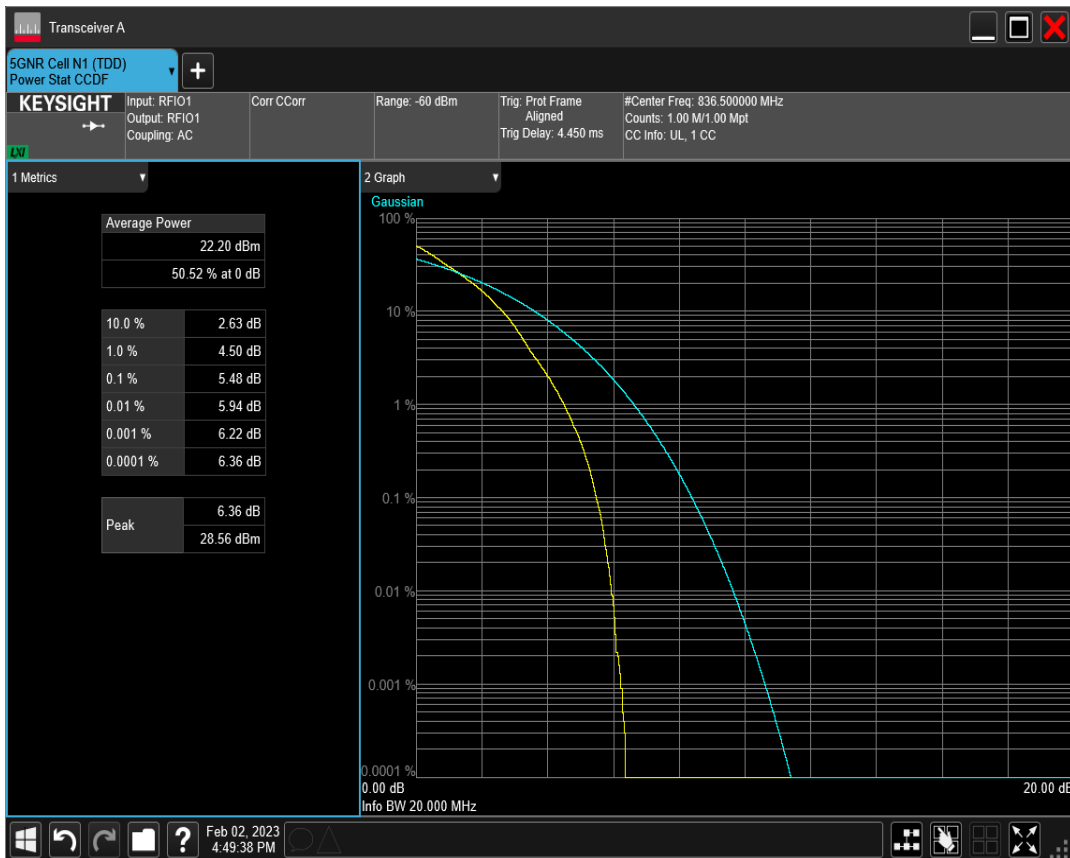 Transceiver A
5GNR Cell N1 (TDD)
Power Stat CCDF
KEYSIGHT
LXI
Input: RFIO1
Output: RFIO1
Coupling: AC
Corr CCorr
Range: -60 dBm
Trig: Prot Frame
Aligned
Trig Delay: 4.450 ms
#Center Freq: 836.500000 MHz
Counts: 1.00 M/1.00 Mpt
CC Info: UL, 1 CC
1 Metrics
Average Power
22.20 dBm
50.52 % at 0 dB
10.0 % 2.63 dB
1.0 % 4.50 dB
0.1 % 5.48 dB
0.01 % 5.94 dB
0.001 % 6.22 dB
0.0001 % 6.36 dB
Peak
6.36 dB
28.56 dBm
2 Graph
Gaussian
100 %
10 %
1 %
0.1 %
0.01 %
0.001 %
0.0001 %
0.00 dB 20.00 dB
Info BW 20.000 MHz
?
Feb 02, 2023
4:49:38 PM